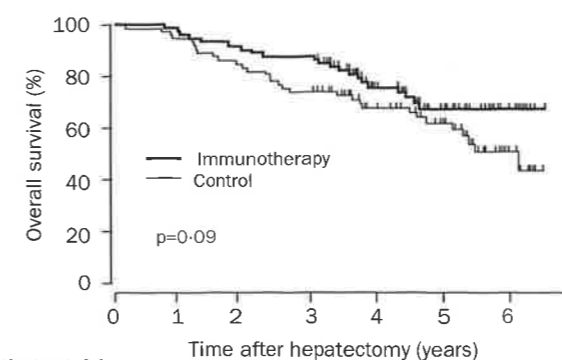 100
80
60
40
20
0
Overall survival (%)
Immunotherapy
Control
p=0·09
0 1 2 3 4 5 6
Time after hepatectomy (years)